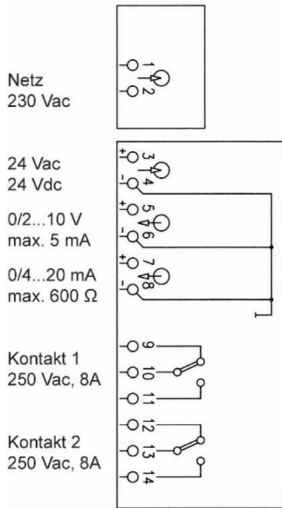 Netz 1
230 Vac 2
24 Vac + 3
24 Vdc - 4
0/2...10 V + 5
max. 5 mA - 6
0/4...20 mA + 7
max. 600 Ω - 8
9
Kontakt 1 10
250 Vac, 8A 11
12
Kontakt 2 13
250 Vac, 8A 14